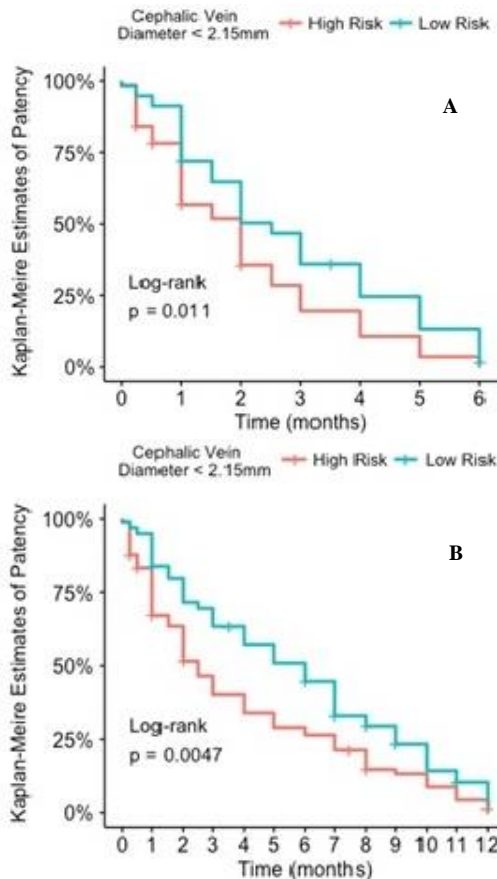 Cephalic Vein
Diameter < 2.15mm
High Risk Low Risk
A
Kaplan-Meire Estimates of Patency
100%
75%
50%
25%
0%
Log-rank
p = 0.011
0 1 2 3 4 5 6
Time (months)
Cephalic Vein
Diameter < 2.15mm
High lRisk Low Risk
B
Kaplan-Meire Estimates of Patency
100%
75%
50%
25%
0%
Log-rank
p = 0.0047
0 1 2 3 4 5 6 7 8 9 10 11 12
Time (months)